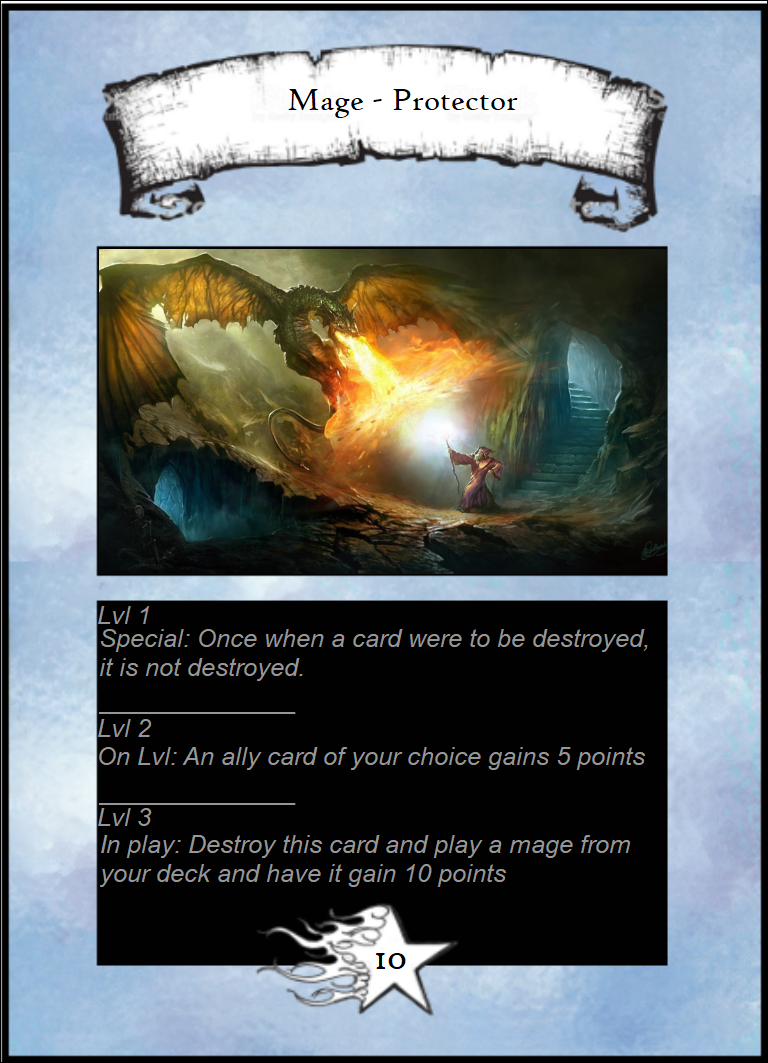 Mage - Protector
Lvl 1
Special: Once when a card were to be destroyed,
it is not destroyed.
Lvl 2
On Lvl: An ally card of your choice gains 5 points
Lvl 3
In play: Destroy this card and play a mage from
your deck and have it gain 10 points
10